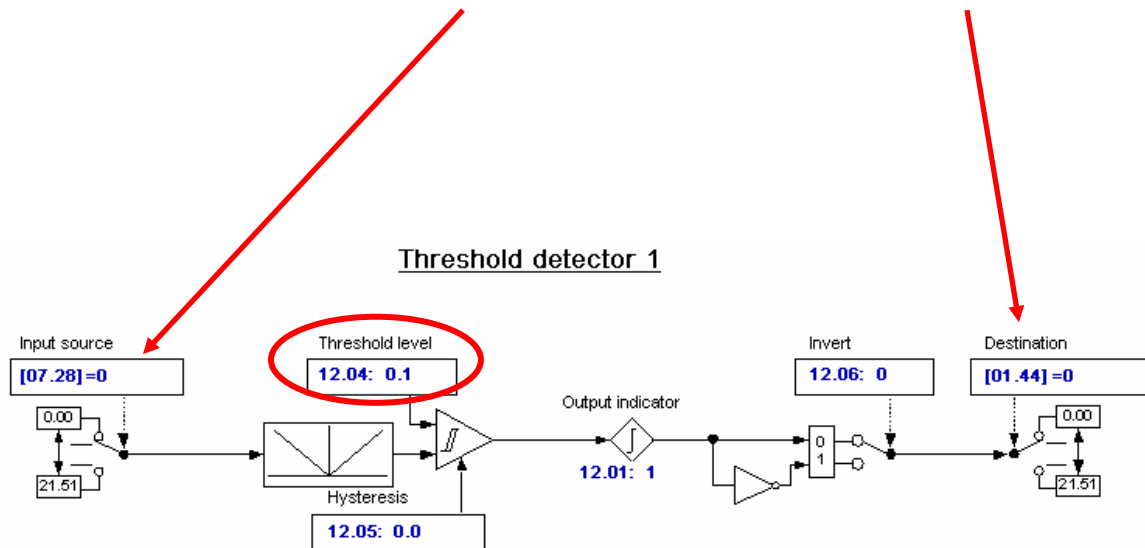 Threshold detector 1
Input source
[07.28] =0
Threshold level
12.04: 0.1
Invert
12.06: 0
Destination
[01.44] =0
0.00
21.51
Output indicator
12.01: 1
0
1
0.00
21.51
Hysteresis
12.05: 0.0